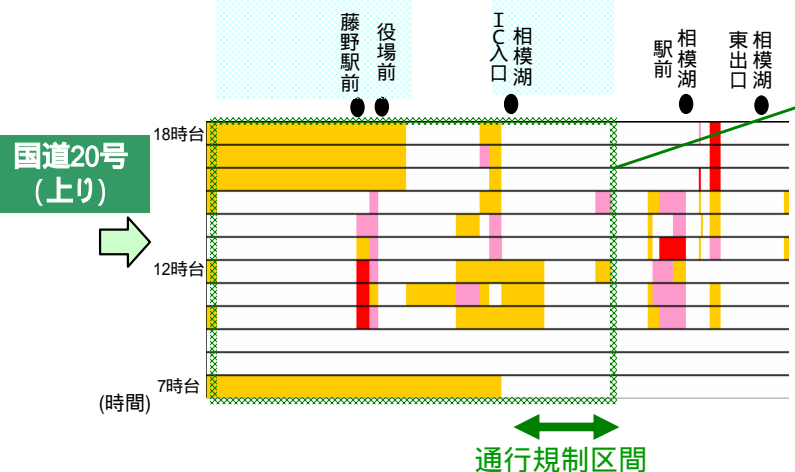 藤野駅前
役場前
相模湖
IC入口
相模湖
駅前
相模湖
東出口
国道20号
(上り)
18時台
12時台
7時台
(時間)
通行規制区間